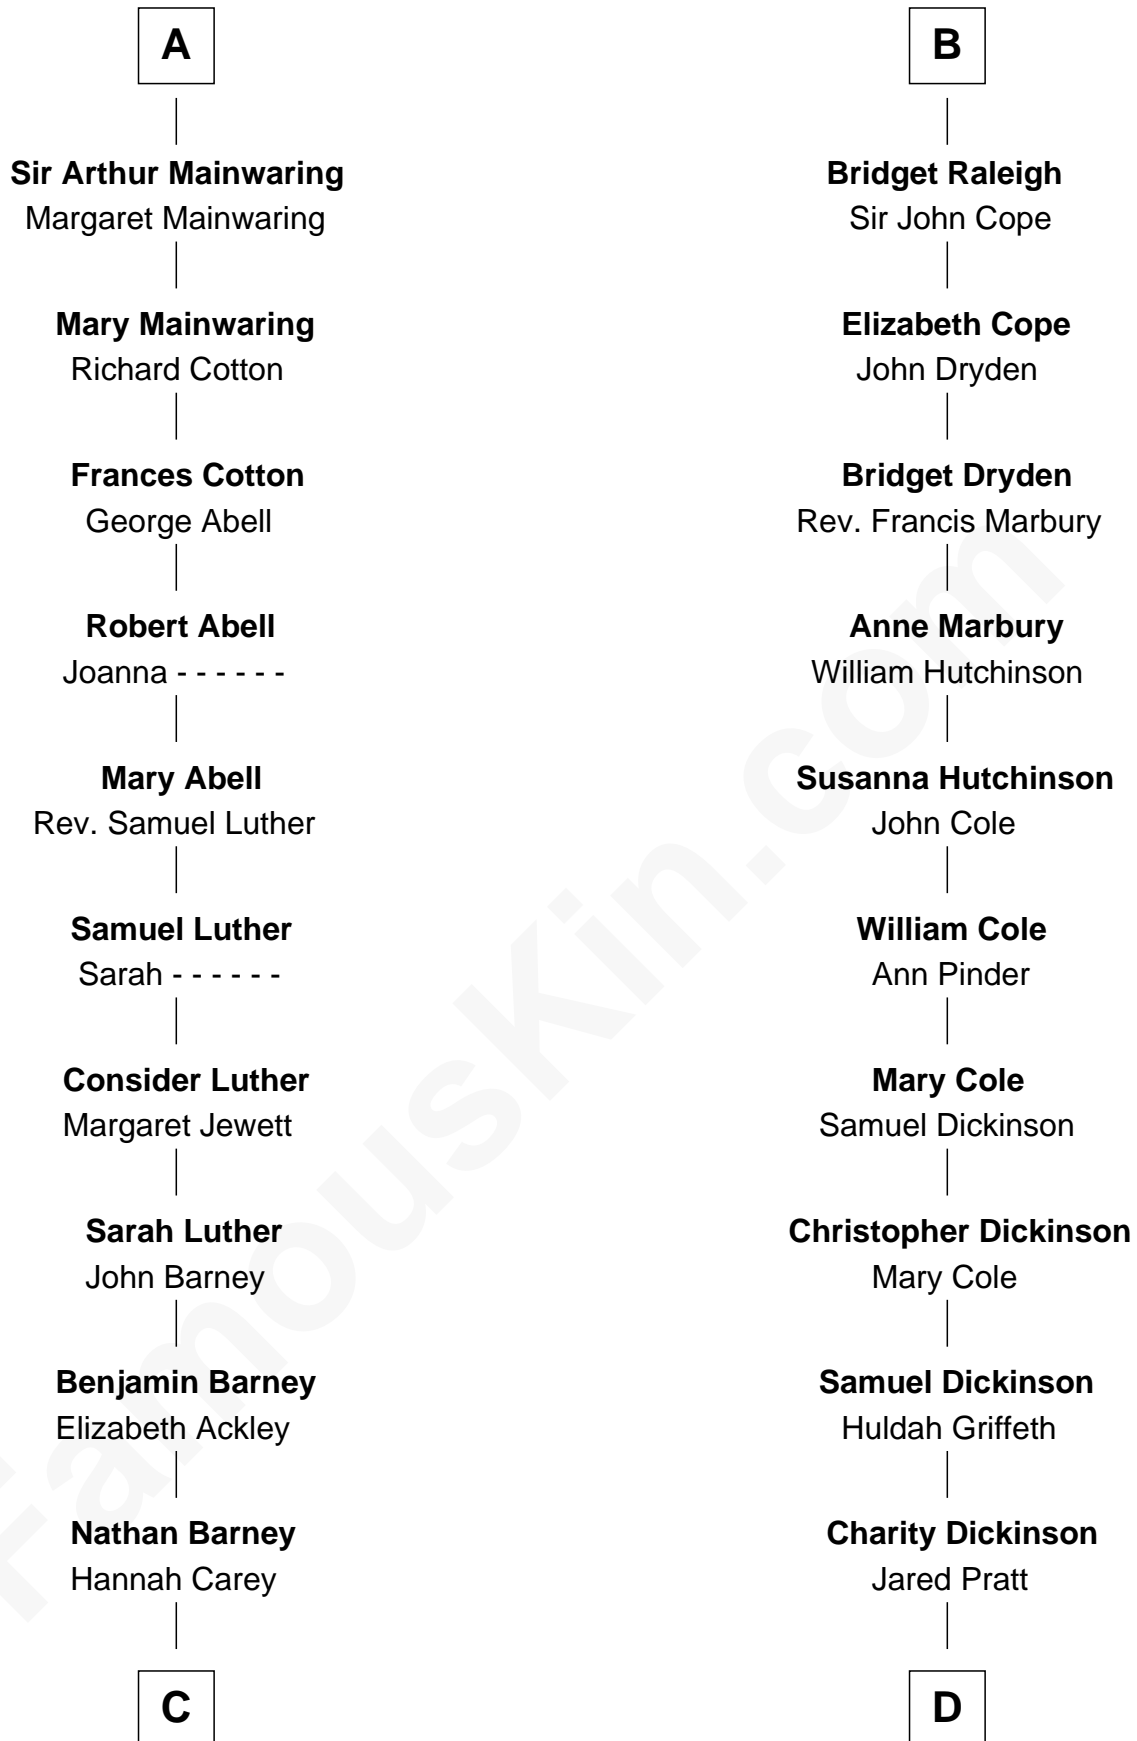 A
Sir Arthur Mainwaring
Margaret Mainwaring
Mary Mainwaring
Richard Cotton
Frances Cotton
George Abell
Robert Abell
Joanna - - - - - -
Mary Abell
Rev. Samuel Luther
Samuel Luther
Sarah - - - - - -
Consider Luther
Margaret Jewett
Sarah Luther
John Barney
Benjamin Barney
Elizabeth Ackley
Nathan Barney
Hannah Carey
C
B
Bridget Raleigh
Sir John Cope
Elizabeth Cope
John Dryden
Bridget Dryden
Rev. Francis Marbury
Anne Marbury
William Hutchinson
Susanna Hutchinson
John Cole
William Cole
Ann Pinder
Mary Cole
Samuel Dickinson
Christopher Dickinson
Mary Cole
Samuel Dickinson
Huldah Griffeth
Charity Dickinson
Jared Pratt
D
FamousKin.com